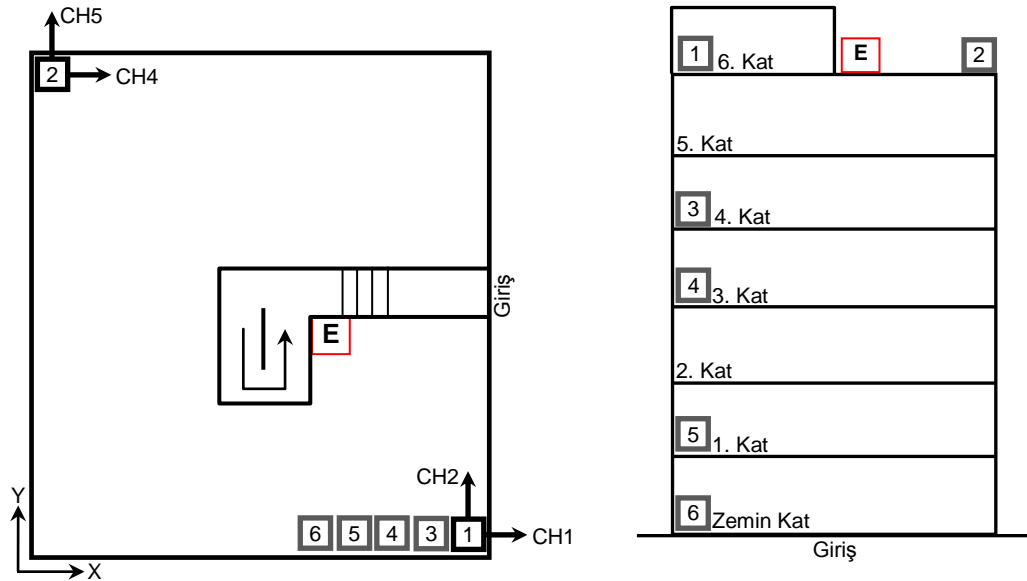 CH5
2
CH4
Giriş
E
CH2
6 5 4 3 1
CH1
Y
X
1 6. Kat E 2
5. Kat
3 4. Kat
4 3. Kat
2. Kat
5 1. Kat
6 Zemin Kat
Giriş